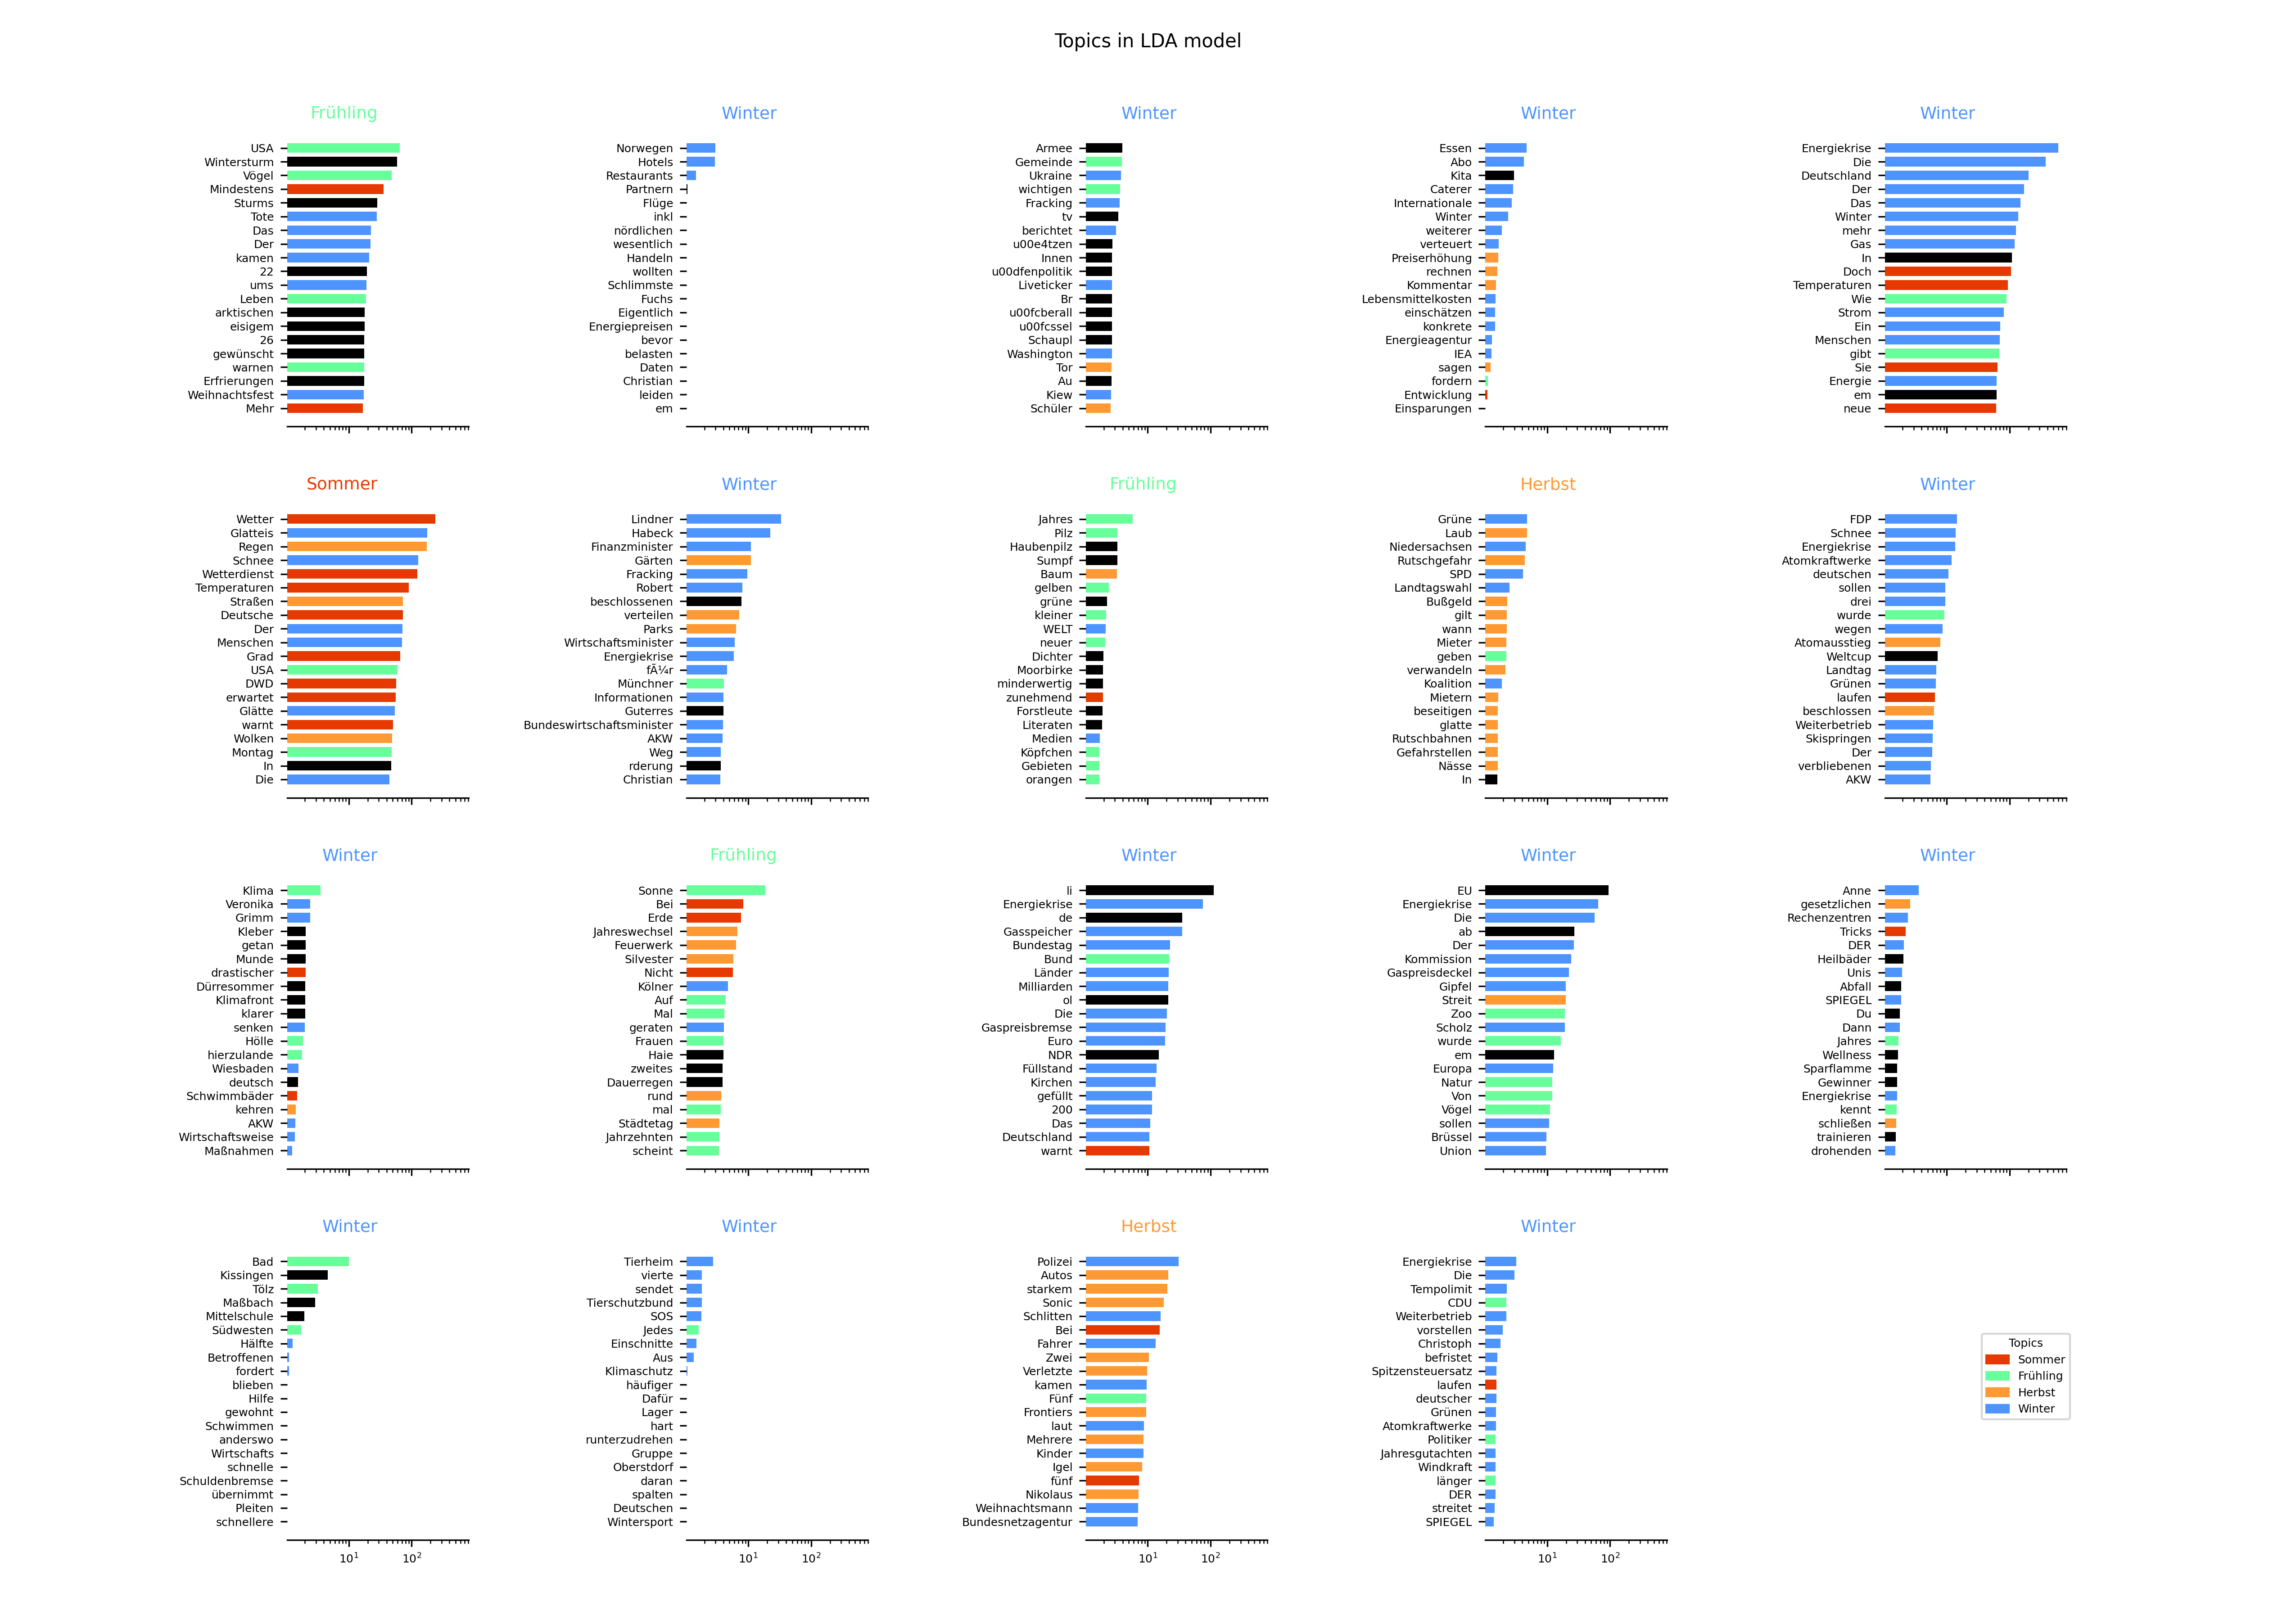 Topics in LDA model
Frühling
USA
Wintersturm
Vögel
Mindestens
Sturms
Tote
Das
Der
kamen
22
ums
Leben
arktischen
eisigem
26
gewünscht
warnen
Erfrierungen
Weihnachtsfest
Mehr
Winter
Norwegen
Hotels
Restaurants
Partnern
Flüge
inkl
nördlichen
wesentlich
Handeln
wollten
Schlimmste
Fuchs
Eigentlich
Energiepreisen
bevor
belasten
Daten
Christian
leiden
em
Winter
Armee
Gemeinde
Ukraine
wichtigen
Fracking
tv
berichtet
u00e4tzen
Innen
u00dfenpolitik
Liveticker
Br
u00fcberall
u00fcssel
Schaupl
Washington
Tor
Au
Kiew
Schüler
Winter
Essen
Abo
Kita
Caterer
Internationale
Winter
weiterer
verteuert
Preiserhöhung
rechnen
Kommentar
Lebensmittelkosten
einschätzen
konkrete
Energieagentur
IEA
sagen
fordern
Entwicklung
Einsparungen
Winter
Energiekrise
Die
Deutschland
Der
Das
Winter
mehr
Gas
In
Doch
Temperaturen
Wie
Strom
Ein
Menschen
gibt
Sie
Energie
em
neue
Sommer
Wetter
Glatteis
Regen
Schnee
Wetterdienst
Temperaturen
Straßen
Deutsche
Der
Menschen
Grad
USA
DWD
erwartet
Glätte
warnt
Wolken
Montag
In
Die
Winter
Lindner
Habeck
Finanzminister
Gärten
Fracking
Robert
beschlossenen
verteilen
Parks
Wirtschaftsminister
Energiekrise
fÃ¼r
Münchner
Informationen
Guterres
Bundeswirtschaftsminister
AKW
Weg
rderung
Christian
Frühling
Jahres
Pilz
Haubenpilz
Sumpf
Baum
gelben
grüne
kleiner
WELT
neuer
Dichter
Moorbirke
minderwertig
zunehmend
Forstleute
Literaten
Medien
Köpfchen
Gebieten
orangen
Herbst
Grüne
Laub
Niedersachsen
Rutschgefahr
SPD
Landtagswahl
Bußgeld
gilt
wann
Mieter
geben
verwandeln
Koalition
Mietern
beseitigen
glatte
Rutschbahnen
Gefahrstellen
Nässe
In
Winter
FDP
Schnee
Energiekrise
Atomkraftwerke
deutschen
sollen
drei
wurde
wegen
Atomausstieg
Weltcup
Landtag
Grünen
laufen
beschlossen
Weiterbetrieb
Skispringen
Der
verbliebenen
AKW
Winter
Klima
Veronika
Grimm
Kleber
getan
Munde
drastischer
Dürresommer
Klimafront
klarer
senken
Hölle
hierzulande
Wiesbaden
deutsch
Schwimmbäder
kehren
AKW
Wirtschaftsweise
Maßnahmen
Frühling
Sonne
Bei
Erde
Jahreswechsel
Feuerwerk
Silvester
Nicht
Kölner
Auf
Mal
geraten
Frauen
Haie
zweites
Dauerregen
rund
mal
Städtetag
Jahrzehnten
scheint
Winter
li
Energiekrise
de
Gasspeicher
Bundestag
Bund
Länder
Milliarden
ol
Die
Gaspreisbremse
Euro
NDR
Füllstand
Kirchen
gefüllt
200
Das
Deutschland
warnt
Winter
EU
Energiekrise
Die
ab
Der
Kommission
Gaspreisdeckel
Gipfel
Streit
Zoo
Scholz
wurde
em
Europa
Natur
Von
Vögel
sollen
Brüssel
Union
Winter
Anne
gesetzlichen
Rechenzentren
Tricks
DER
Heilbäder
Unis
Abfall
SPIEGEL
Du
Dann
Jahres
Wellness
Sparflamme
Gewinner
Energiekrise
kennt
schließen
trainieren
drohenden
Winter
Bad
Kissingen
Tölz
Maßbach
Mittelschule
Südwesten
Hälfte
Betroffenen
fordert
blieben
Hilfe
gewohnt
Schwimmen
anderswo
Wirtschafts
schnelle
Schuldenbremse
übernimmt
Pleiten
schnellere
10¹ 10²
Winter
Tierheim
vierte
sendet
Tierschutzbund
SOS
Jedes
Einschnitte
Aus
Klimaschutz
häufiger
Dafür
Lager
hart
runterzudrehen
Gruppe
Oberstdorf
daran
spalten
Deutschen
Wintersport
10¹ 10²
Herbst
Polizei
Autos
starkem
Sonic
Schlitten
Bei
Fahrer
Zwei
Verletzte
kamen
Fünf
Frontiers
laut
Mehrere
Kinder
Igel
fünf
Nikolaus
Weihnachtsmann
Bundesnetzagentur
10¹ 10²
Winter
Energiekrise
Die
Tempolimit
CDU
Weiterbetrieb
vorstellen
Christoph
befristet
Spitzensteuersatz
laufen
deutscher
Grünen
Atomkraftwerke
Politiker
Jahresgutachten
Windkraft
länger
DER
streitet
SPIEGEL
10¹ 10²
Topics
Sommer
Frühling
Herbst
Winter